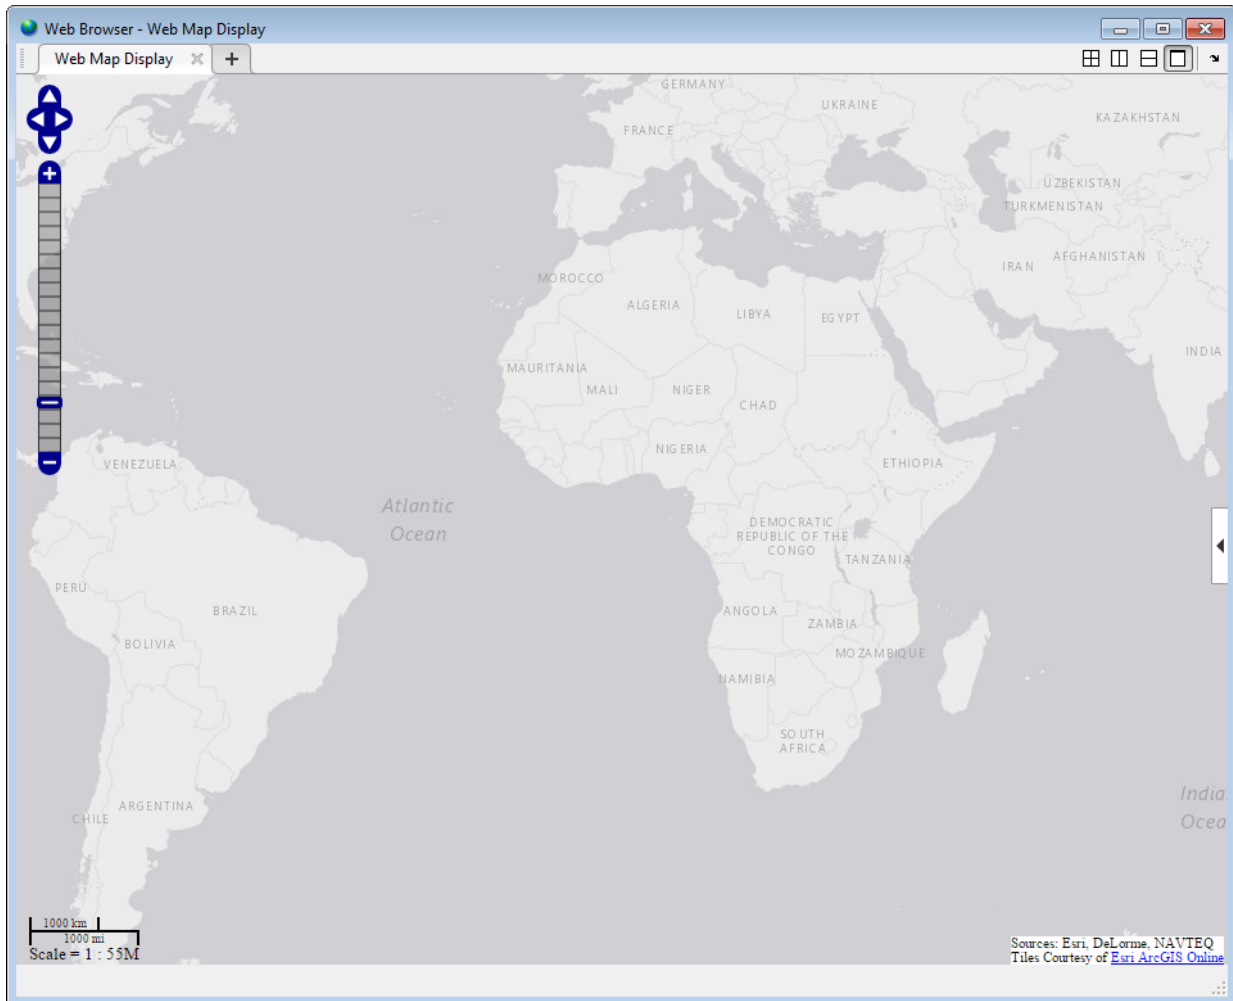 Web Browser - Web Map Display
Web Map Display
GERMANY
UKRAINE
KAZAKHSTAN
FRANCE
UZBEKISTAN
TURKMENISTAN
AFGHANISTAN
IRAN
MOROCCO
ALGERIA
LIBYA
EGYPT
INDIA
MAURITANIA
MALI
NIGER
CHAD
NIGERIA
VENEZUELA
ETHIOPIA
Atlantic
Ocean
DEMOCRATIC
REPUBLIC OF THE
CONGO
TANZANIA
PERÚ
BRAZIL
ANGOLA
ZAMBIA
BOLIVIA
MOZAMBIQUE
NAMIBIA
SOUTH
AFRICA
India
Ocea
ARGENTINA
CHILE
1000 km
1000 mi
Scale = 1 : 55M
Sources: Esri, DeLorme, NAVTEQ
Tiles Courtesy of Esri ArcGIS Online